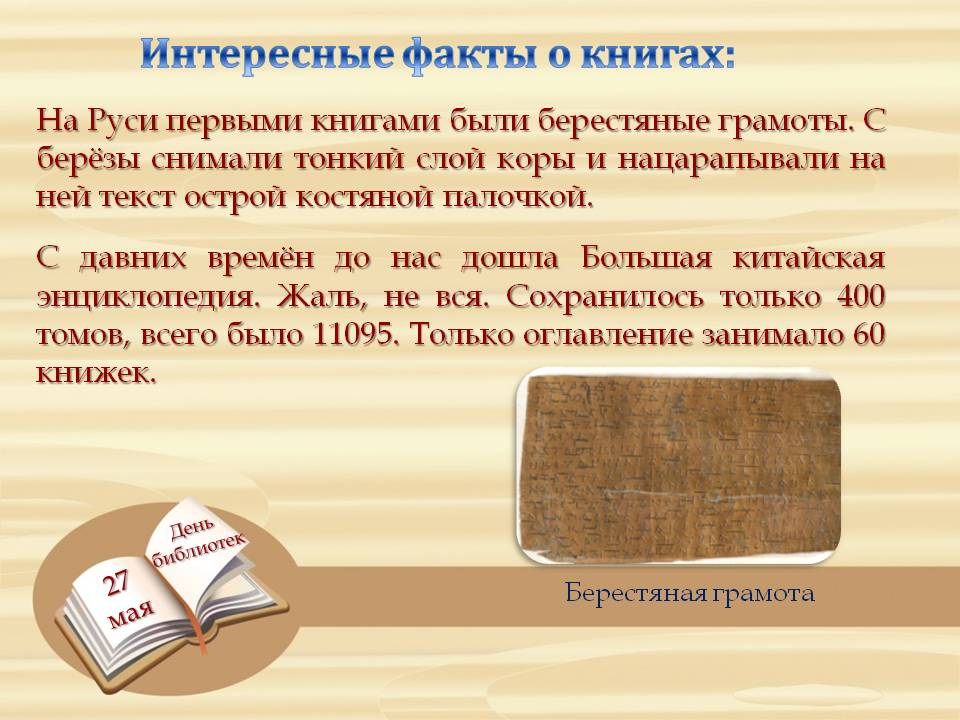 Интересные факты о книгах:
На Руси первыми книгами были берестяные грамоты. С
берёзы снимали тонкий слой коры и нацарапывали на
ней текст острой костяной палочкой.
С давних времён до нас дошла Большая китайская
энциклопедия. Жаль, не вся. Сохранилось только 400
томов, всего было 11095. Только оглавление занимало 60
книжек.
День
библиотек
27
мая
Берестяная грамота